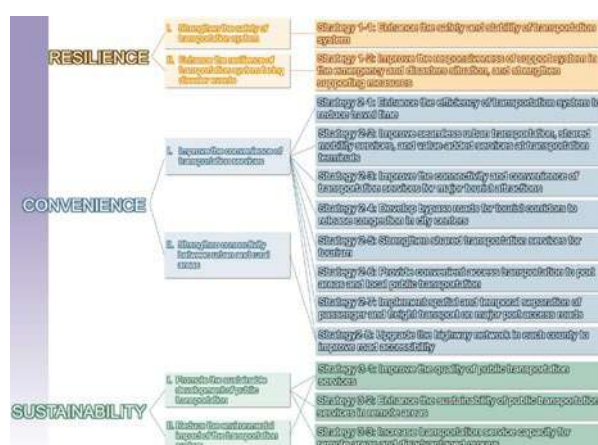 RESILIENCE
I. Strengthen the safety of
transportation system
II. Enhance the resilience of
transportation system during
disaster events
Strategy 1-1: Enhance the safety and stability of transportation
system
Strategy 1-2: Improve the responsiveness of support system in
the emergency and disasters situation, and strengthen
supporting measures
CONVENIENCE
I. Improve the convenience of
transportation services
II. Strengthen connectivity
between urban and rural
areas
Strategy 2-1: Enhance the efficiency of transportation system
reduce travel time
Strategy 2-2: Improve seamless urban transportation, shared
mobility services, and value-added services at transportation
terminals
Strategy 2-3: Improve the connectivity and convenience of
transportation services for major tourist attractions
Strategy 2-4: Develop bypass roads for tourist corridors to
release congestion in city centers
Strategy 2-5: Strengthen shared transportation services for
tourism
Strategy 2-6: Provide convenient access transportation to port
areas and local public transportation
Strategy 2-7: Implement spatial and temporal separation of
passenger and freight transport on major port access roads
Strategy2-8: Upgrade the highway network in each county to
improve road accessibility
SUSTAINABILITY
I. Promote the sustainable
development of public
transportation
II. Reduce the environmental
impact of the transportation
Strategy 3-1: Improve the quality of public transportation
services
Strategy 3-2: Enhance the sustainability of public transportation
services in remote areas
Strategy 3-3: Increase transportation service capacity for
remote areas and disadvantaged groups